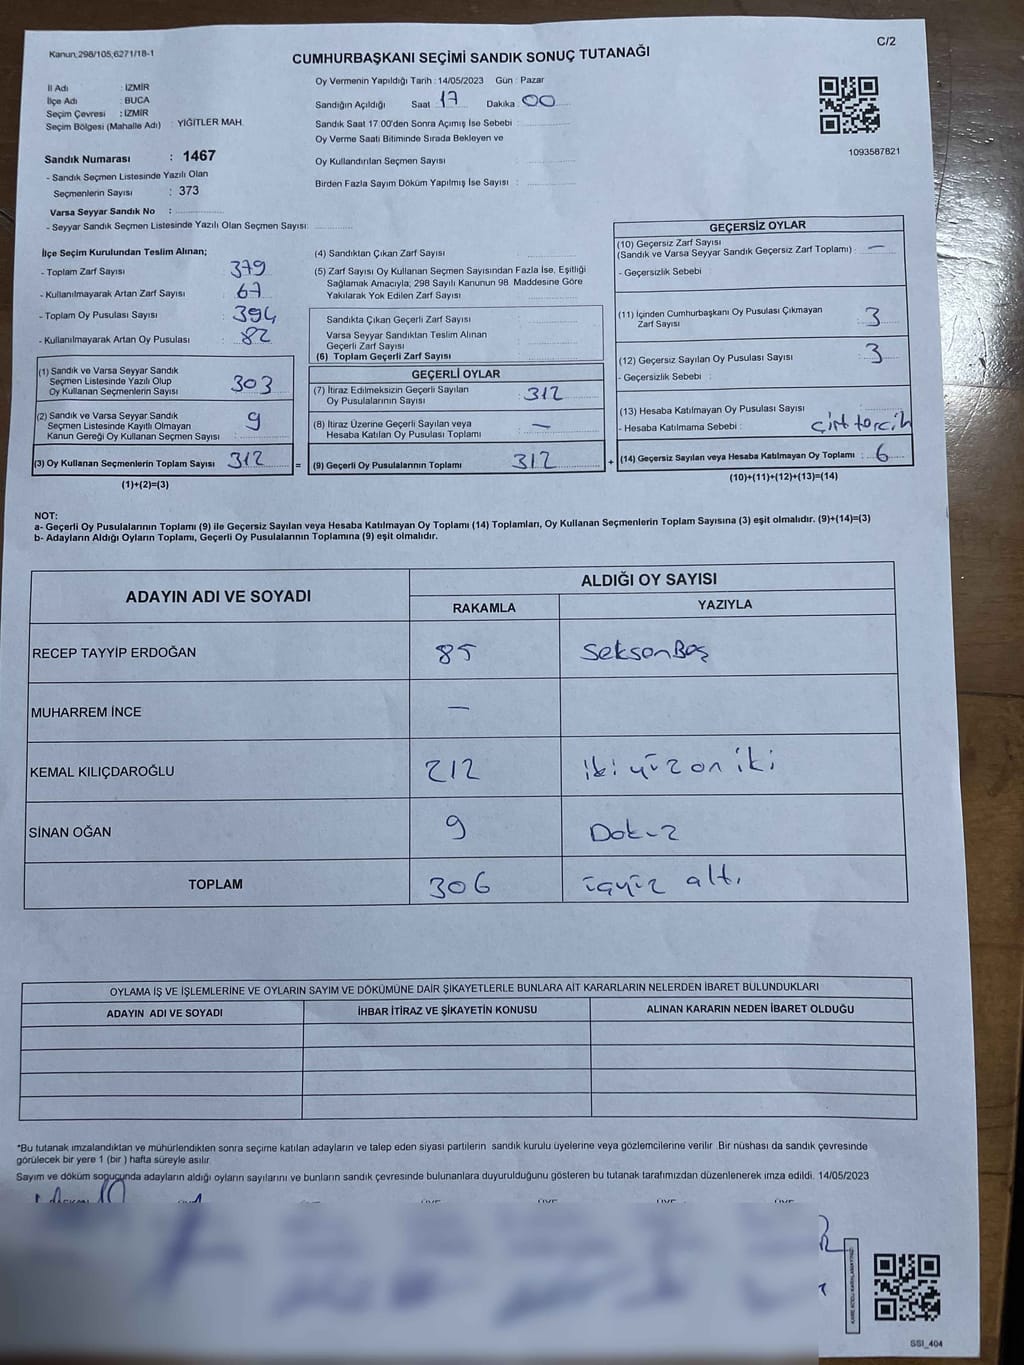 Kanun:298/105;6271/18-1
C/2
CUMHURBAŞKANI SEÇİMİ SANDIK SONUÇ TUTANAĞI
İl Adı : İZMİR
İlçe Adı : BUCA
Seçim Çevresi : İZMİR
Seçim Bölgesi (Mahalle Adı) : YİĞİTLER MAH.
Sandık Numarası : 1467
- Sandık Seçmen Listesinde Yazılı Olan
Seçmenlerin Sayısı : 373
Varsa Seyyar Sandık No :
- Seyyar Sandık Seçmen Listesinde Yazılı Olan Seçmen Sayısı:
Oy Vermenin Yapıldığı Tarih : 14/05/2023 Gün : Pazar
Sandığın Açıldığı Saat 17 Dakika 00
Sandık Saat 17.00'den Sonra Açımış İse Sebebi :
Oy Verme Saati Bitiminde Sırada Bekleyen ve
Oy Kullandırılan Seçmen Sayısı
Birden Fazla Sayım Döküm Yapılmış İse Sayısı :
1093587821
İlçe Seçim Kurulundan Teslim Alınan;
- Toplam Zarf Sayısı : 379
- Kullanılmayarak Artan Zarf Sayısı : 67
- Toplam Oy Pusulası Sayısı : 394
- Kullanılmayarak Artan Oy Pusulası : 82
(1) Sandık ve Varsa Seyyar Sandık
Seçmen Listesinde Yazılı Olup
Oy Kullanan Seçmenlerin Sayısı : 303
(2) Sandık ve Varsa Seyyar Sandık
Seçmen Listesinde Kayıtlı Olmayan
Kanun Gereği Oy Kullanan Seçmen Sayısı : 9
(3) Oy Kullanan Seçmenlerin Toplam Sayısı : 312
(1)+(2)=(3)
(4) Sandıktan Çıkan Zarf Sayısı
(5) Zarf Sayısı Oy Kullanan Seçmen Sayısından Fazla İse, Eşitliği
Sağlamak Amacıyla; 298 Sayılı Kanunun 98. Maddesine Göre
Yakılarak Yok Edilen Zarf Sayısı
Sandıkta Çıkan Geçerli Zarf Sayısı
Varsa Seyyar Sandıktan Teslim Alınan
Geçerli Zarf Sayısı
(6) Toplam Geçerli Zarf Sayısı
GEÇERLİ OYLAR
(7) İtiraz Edilmeksizin Geçerli Sayılan
Oy Pusulalarının Sayısı : 312
(8) İtiraz Üzerine Geçerli Sayılan veya
Hesaba Katılan Oy Pusulası Toplamı : —
= (9) Geçerli Oy Pusulalarının Toplamı 312 +
GEÇERSİZ OYLAR
(10) Geçersiz Zarf Sayısı
(Sandık ve Varsa Seyyar Sandık Geçersiz Zarf Toplamı) : —
- Geçersizlik Sebebi
(11) İçinden Cumhurbaşkanı Oy Pusulası Çıkmayan
Zarf Sayısı : 3
(12) Geçersiz Sayılan Oy Pusulası Sayısı : 3
- Geçersizlik Sebebi :
(13) Hesaba Katılmayan Oy Pusulası Sayısı :
- Hesaba Katılmama Sebebi : çift tercih
(14) Geçersiz Sayılan veya Hesaba Katılmayan Oy Toplamı : 6
(10)+(11)+(12)+(13)=(14)
NOT:
a- Geçerli Oy Pusulalarının Toplamı (9) ile Geçersiz Sayılan veya Hesaba Katılmayan Oy Toplamı (14) Toplamları, Oy Kullanan Seçmenlerin Toplam Sayısına (3) eşit olmalıdır. (9)+(14)=(3)
b- Adayların Aldığı Oyların Toplamı, Geçerli Oy Pusulalarının Toplamına (9) eşit olmalıdır.
ADAYIN ADI VE SOYADI
ALDIĞI OY SAYISI
RAKAMLA YAZIYLA
RECEP TAYYİP ERDOĞAN 85 Seksen Beş
MUHARREM İNCE —
KEMAL KILIÇDAROĞLU 212 iki yüz on iki
SİNAN OĞAN 9 Dokuz
TOPLAM 306 üçyüz altı
OYLAMA İŞ VE İŞLEMLERİNE VE OYLARIN SAYIM VE DÖKÜMÜNE DAİR ŞİKAYETLERLE BUNLARA AİT KARARLARIN NELERDEN İBARET BULUNDUKLARI
ADAYIN ADI VE SOYADI İHBAR İTİRAZ VE ŞİKAYETİN KONUSU ALINAN KARARIN NEDEN İBARET OLDUĞU
*Bu tutanak imzalandıktan ve mühürlendikten sonra seçime katılan adayların ve talep eden siyasi partilerin sandık kurulu üyelerine veya gözlemcilerine verilir. Bir nüshası da sandık çevresinde
görülecek bir yere 1 (bir ) hafta süreyle asılır.
Sayım ve döküm sonucunda adayların aldığı oyların sayılarını ve bunların sandık çevresinde bulunanlara duyurulduğunu gösteren bu tutanak tarafımızdan düzenlenerek imza edildi. 14/05/2023
ÜYE ÜYE ÜYE ÜYE
SSI_404